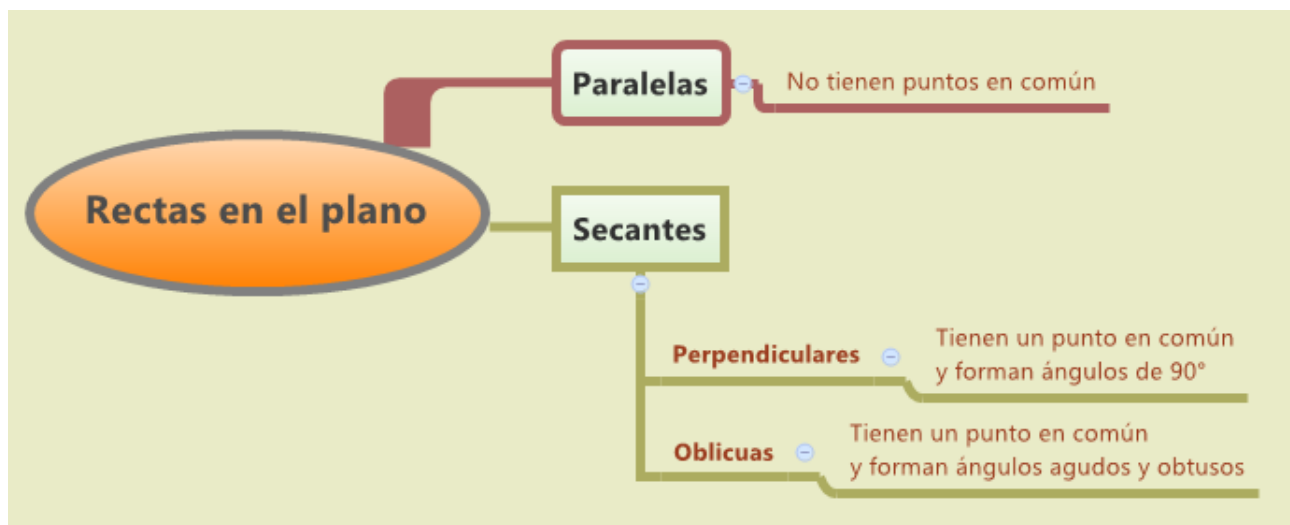 Rectas en el plano
Paralelas
No tienen puntos en común
Secantes
Perpendiculares
Tienen un punto en común
y forman ángulos de 90°
Oblicuas
Tienen un punto en común
y forman ángulos agudos y obtusos